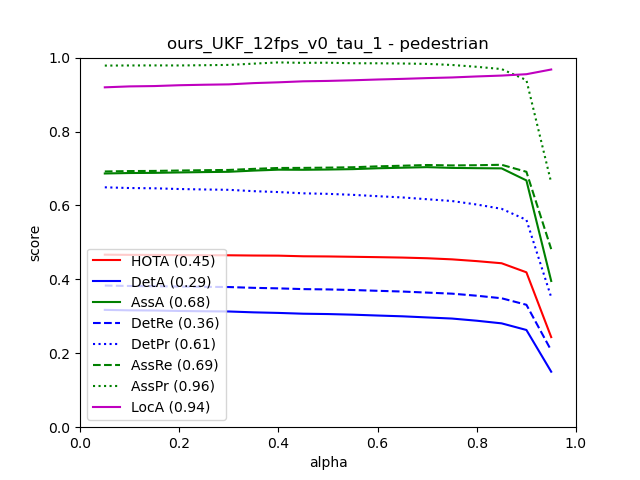 ours_UKF_12fps_v0_tau_1 - pedestrian
1.0
0.8
0.6
0.4
0.2
0.0
score
HOTA (0.45)
DetA (0.29)
AssA (0.68)
DetRe (0.36)
DetPr (0.61)
AssRe (0.69)
AssPr (0.96)
LocA (0.94)
0.0 0.2 0.4 0.6 0.8 1.0
alpha